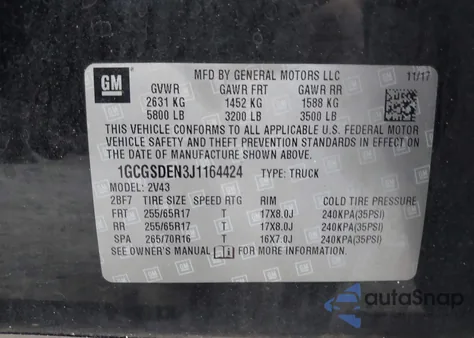 GM
MFD BY GENERAL MOTORS LLC
11/17
GVWR GAWR FRT GAWR RR
2631 KG 1452 KG 1588 KG
5800 LB 3200 LB 3500 LB
THIS VEHICLE CONFORMS TO ALL APPLICABLE U.S. FEDERAL MOTOR
VEHICLE SAFETY AND THEFT PREVENTION STANDARDS IN EFFECT ON THE
DATE OF MANUFACTURE SHOWN ABOVE.
1GCGSDEN3J1164424 TYPE: TRUCK
MODEL: 2V43
2BF7 TIRE SIZE SPEED RTG RIM COLD TIRE PRESSURE
FRT 255/65R17 T 17X8.0J 240KPA(35PSI)
RR 255/65R17 T 17X8.0J 240KPA(35PSI)
SPA 265/70R16 T 16X7.0J 240KPA(35PSI)
SEE OWNER'S MANUAL FOR MORE INFORMATION.
autoSnap